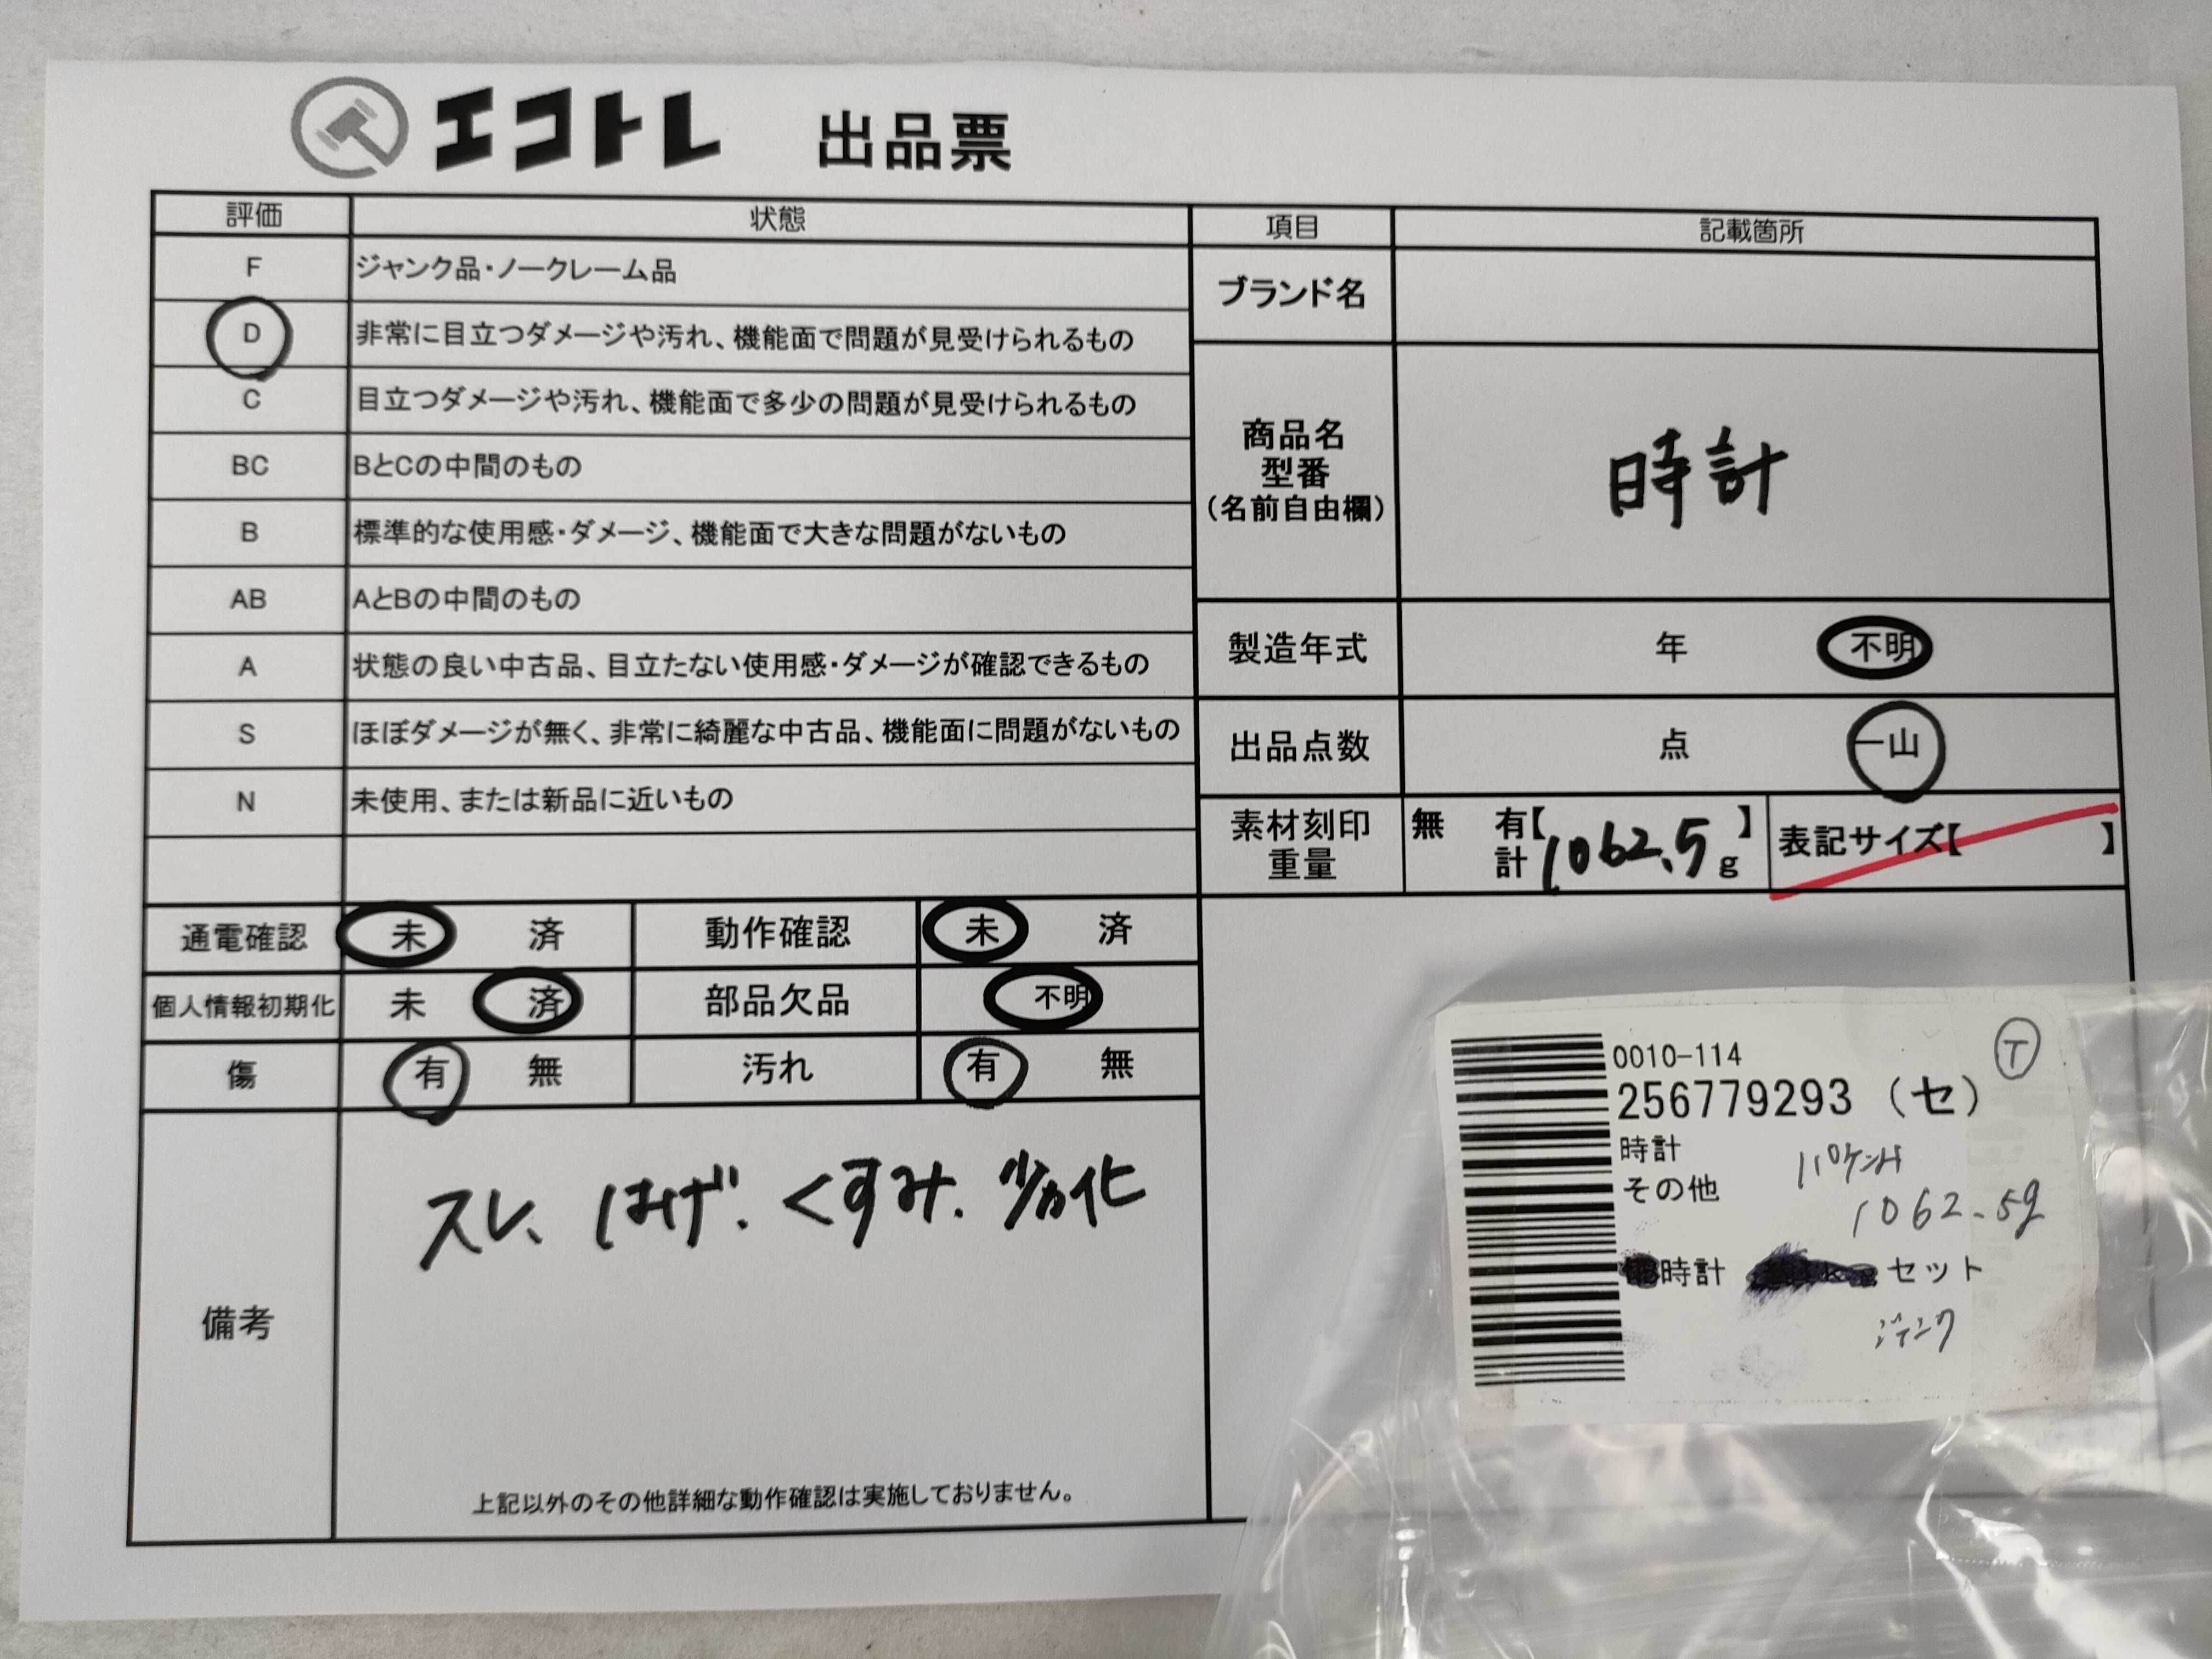 エコトレ 出品票
評価 状態
F ジャンク品・ノークレーム品
D 非常に目立つダメージや汚れ、機能面で問題が見受けられるもの
C 目立つダメージや汚れ、機能面で多少の問題が見受けられるもの
BC BとCの中間のもの
B 標準的な使用感・ダメージ、機能面で大きな問題がないもの
AB AとBの中間のもの
A 状態の良い中古品、目立たない使用感・ダメージが確認できるもの
S ほぼダメージが無く、非常に綺麗な中古品、機能面に問題がないもの
N 未使用、または新品に近いもの
項目 記載箇所
ブランド名
商品名
型番
(名前自由欄)
時計
製造年式 年 不明
出品点数 点 一山
素材刻印
重量
無 有【 】
計 1062.5 g
表記サイズ【 】
通電確認 未 済 動作確認 未 済
個人情報初期化 未 済 部品欠品 不明
傷 有 無 汚れ 有 無
備考
スレ、はげ、くすみ、劣化
上記以外のその他詳細な動作確認は実施しておりません。
T
0010-114
256779293 (セ)
時計
その他
1062.5g
時計 セット
ジャンク